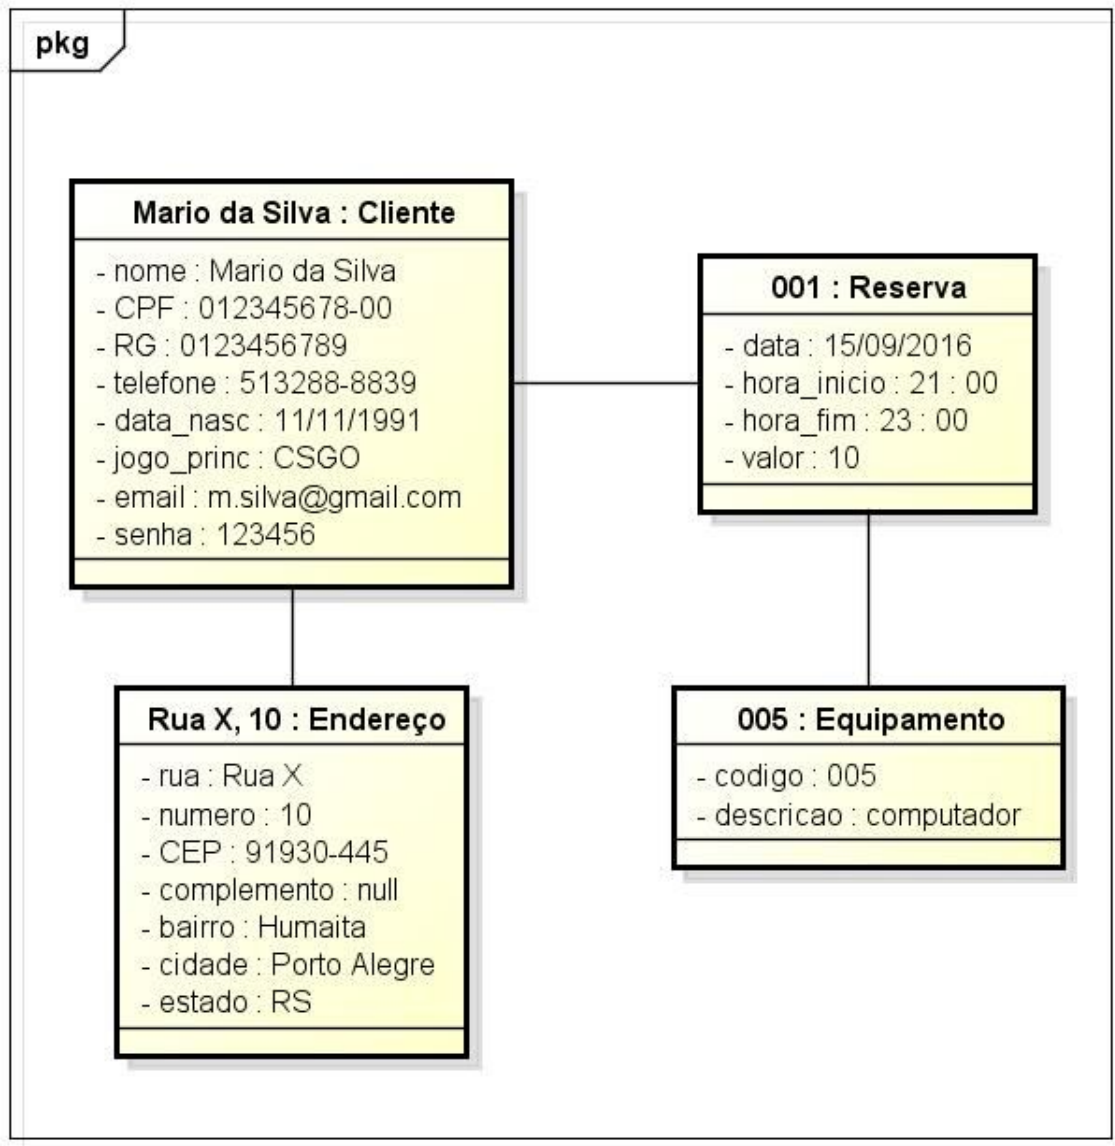 pkg
Mario da Silva : Cliente
- nome : Mario da Silva
- CPF : 012345678-00
- RG : 0123456789
- telefone : 513288-8839
- data_nasc : 11/11/1991
- jogo_princ : CSGO
- email : m.silva@gmail.com
- senha : 123456
001 : Reserva
- data : 15/09/2016
- hora_inicio : 21 : 00
- hora_fim : 23 : 00
- valor : 10
Rua X, 10 : Endereço
- rua : Rua X
- numero : 10
- CEP : 91930-445
- complemento : null
- bairro : Humaita
- cidade : Porto Alegre
- estado : RS
005 : Equipamento
- codigo : 005
- descricao : computador